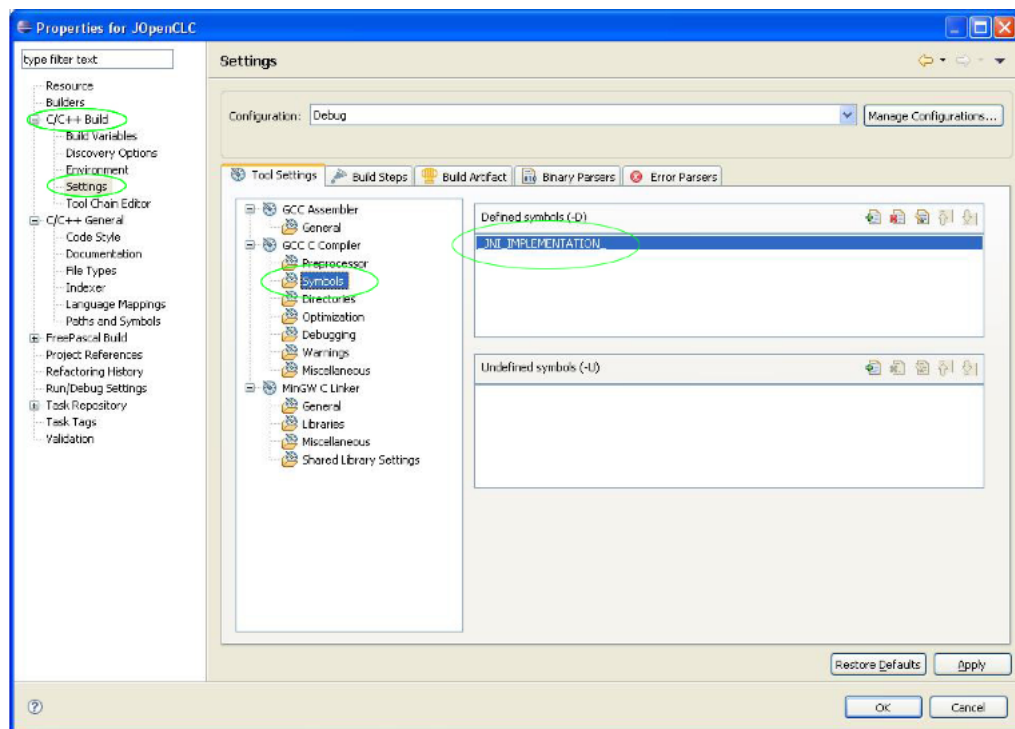 Properties for JOpenCLC
type filter text
Resource
Builders
C/C++ Build
Build Variables
Discovery Options
Environment
Settings
Tool Chain Editor
C/C++ General
Code Style
Documentation
File Types
Indexer
Language Mappings
Paths and Symbols
FreePascal Build
Project References
Refactoring History
Run/Debug Settings
Task Repository
Task Tags
Validation
Settings
Configuration: Debug
Manage Configurations...
Tool Settings Build Steps Build Artifact Binary Parsers Error Parsers
GCC Assembler
General
GCC C Compiler
Preprocessor
Symbols
Directories
Optimization
Debugging
Warnings
Miscellaneous
MinGW C Linker
General
Libraries
Miscellaneous
Shared Library Settings
Defined symbols (-D)
_JNI_IMPLEMENTATION_
Undefined symbols (-U)
Restore Defaults Apply
OK Cancel